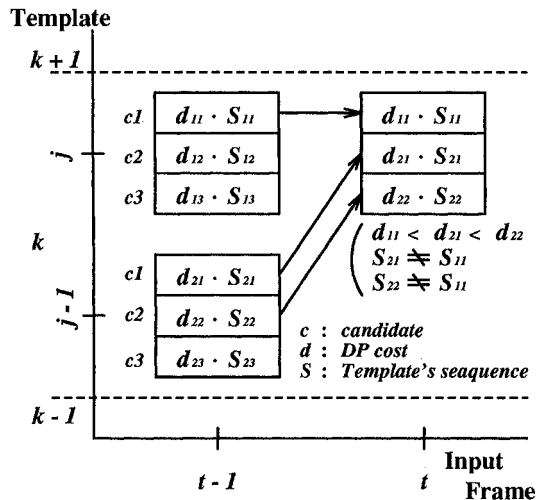 Template
k + 1
c1 d11 · S11 d11 · S11
j c2 d12 · S12 d21 · S21
c3 d13 · S13 d22 · S22
d11 < d21 < d22
k
S21 ≠ S11
c1 d21 · S21
S22 ≠ S11
j - 1 c2 d22 · S22
c : candidate
d : DP cost
c3 d23 · S23
S : Template's seaquence
k - 1
t - 1 t
Input
Frame